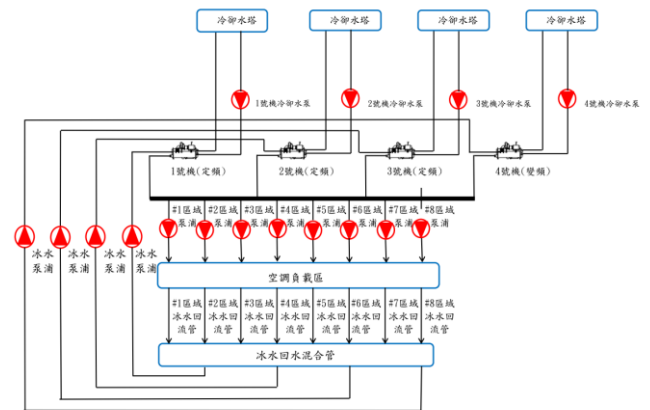 冷卻水塔
冷卻水塔
冷卻水塔
冷卻水塔
1號機冷卻水泵
2號機冷卻水泵
3號機冷卻水泵
4號機冷卻水泵
1號機(定頻)
2號機(定頻)
3號機(定頻)
4號機(變頻)
#1區域
泵浦
#2區域
泵浦
#3區域
泵浦
#4區域
泵浦
#5區域
泵浦
#6區域
泵浦
#7區域
泵浦
#8區域
泵浦
冰水
泵浦
冰水
泵浦
冰水
泵浦
冰水
泵浦
空調負載區
#1區域
冰水回
流管
#2區域
冰水回
流管
#3區域
冰水回
流管
#4區域
冰水回
流管
#5區域
冰水回
流管
#6區域
冰水回
流管
#7區域
冰水回
流管
#8區域
冰水回
流管
冰水回水混合管